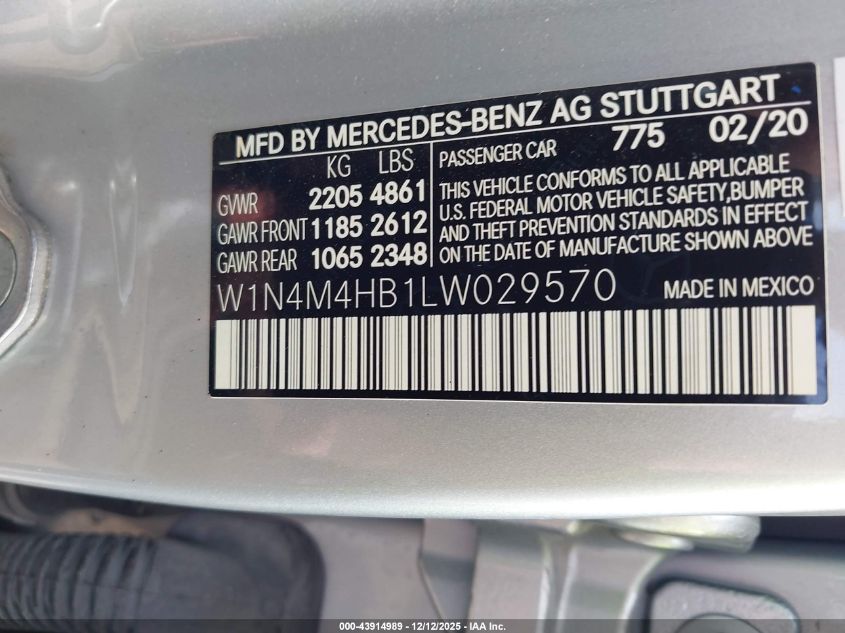 MFD BY MERCEDES-BENZ AG STUTTGART
KG LBS
GVWR 2205 4861
GAWR FRONT 1185 2612
GAWR REAR 1065 2348
PASSENGER CAR 775 02/20
THIS VEHICLE CONFORMS TO ALL APPLICABLE
U.S. FEDERAL MOTOR VEHICLE SAFETY,BUMPER
AND THEFT PREVENTION STANDARDS IN EFFECT
ON THE DATE OF MANUFACTURE SHOWN ABOVE
W1N4M4HB1LW029570 MADE IN MEXICO
000-43914989 — 12/12/2025 — IAA Inc.